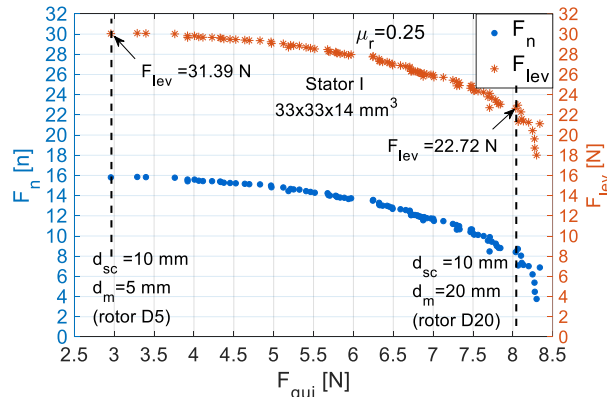 32
30
28
26
24
22
20
18
16
14
12
10
8
6
4
2
0
F_n [n]
μ_r=0.25
F_n
F_lev
F_lev =31.39 N
Stator I
33x33x14 mm^3
F_lev =22.72 N
d_sc =10 mm
d_m =5 mm
(rotor D5)
d_sc =10 mm
d_m =20 mm
(rotor D20)
32
30
28
26
24
22
20
18
16
14
12
10
8
6
4
2
0
F_lev [N]
2.5 3 3.5 4 4.5 5 5.5 6 6.5 7 7.5 8 8.5
F_gui [N]